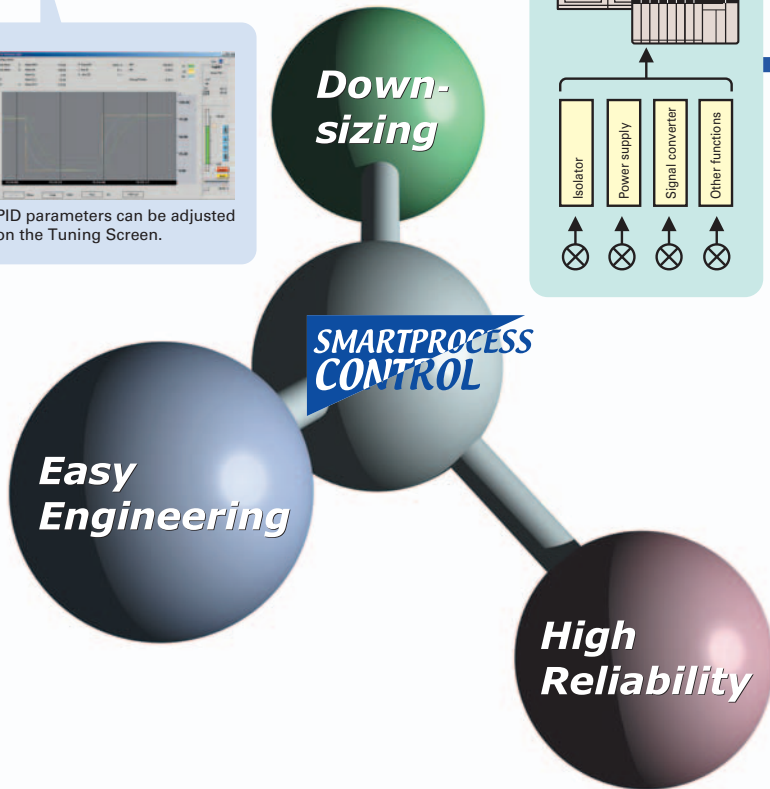 Down-
sizing
PID parameters can be adjusted
on the Tuning Screen.
Isolator
Power supply
Signal converter
Other functions
SMARTPROCESS
CONTROL
Easy
Engineering
High
Reliability